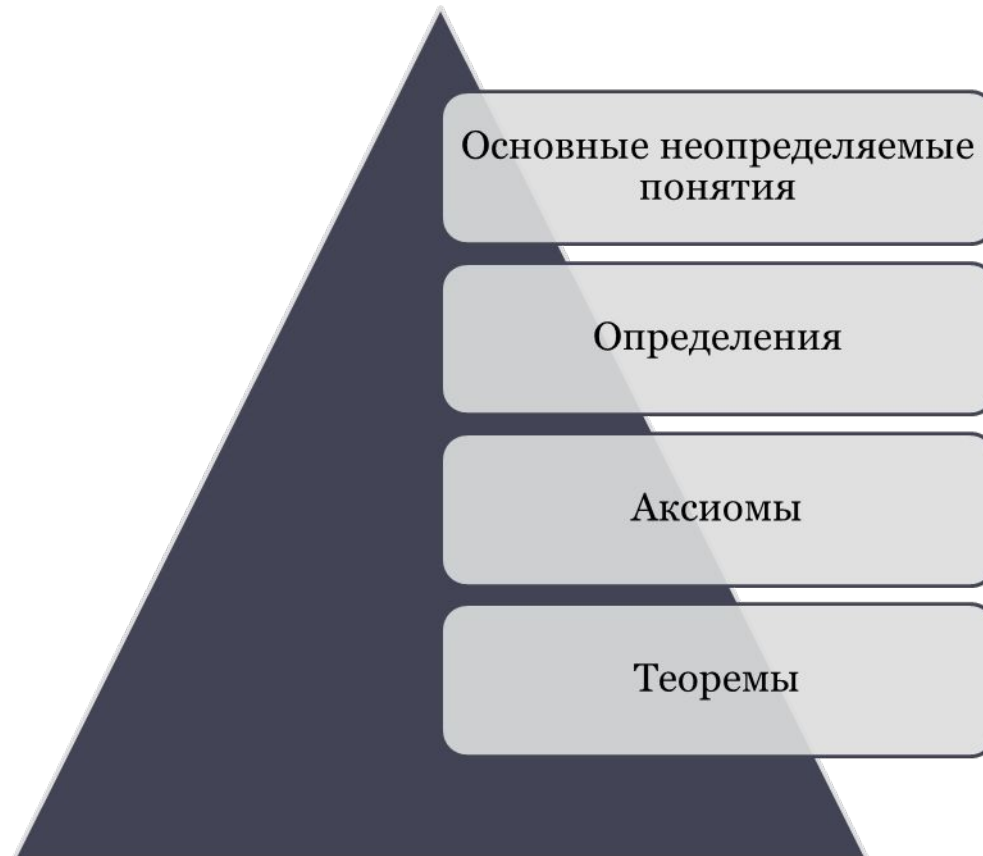 Основные неопределяемые
понятия
Определения
Аксиомы
Теоремы